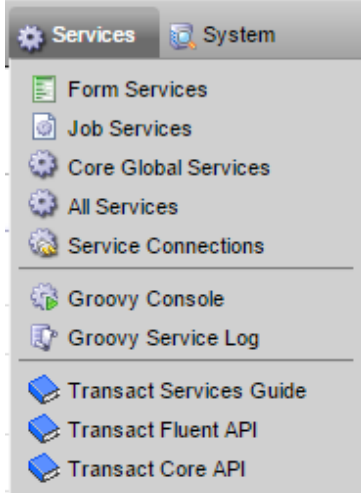 Services System
Form Services
Job Services
Core Global Services
All Services
Service Connections
Groovy Console
Groovy Service Log
Transact Services Guide
Transact Fluent API
Transact Core API